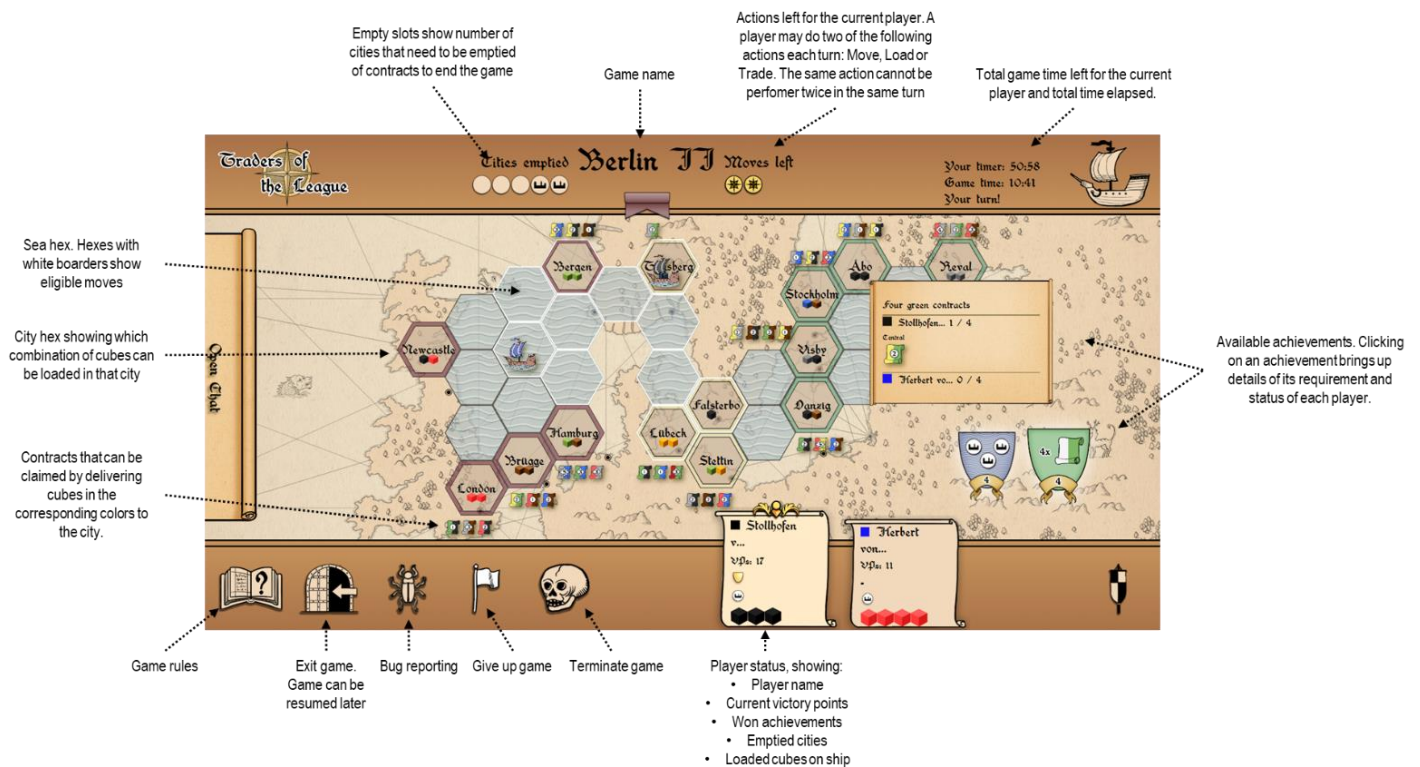 Empty slots show number of
cities that need to be emptied
of contracts to end the game
Game name
Actions left for the current player. A
player may do two of the following
actions each turn: Move, Load or
Trade. The same action cannot be
perfomer twice in the same turn
Total game time left for the current
player and total time elapsed.
Traders of
the League
Cities emptied
Berlin II
Moves left
Your timer: 50:58
Game time: 10:41
Your turn!
Sea hex. Hexes with
white boarders show
eligible moves
City hex showing which
combination of cubes can
be loaded in that city
Contracts that can be
claimed by delivering
cubes in the
corresponding colors to
the city.
Open Chat
Bergen
Åbo
Reval
Stockholm
Newcastle
Visby
Falsterbo
Danzig
Hamburg
Lübeck
Brügge
Stettin
London
Four green contracts
Stollhofen... 1 / 4
Central
2
Herbert vo... 0 / 4
4
4x
4
Available achievements. Clicking
on an achievement brings up
details of its requirement and
status of each player.
Stollhofen
v...
VPs: 17
Herbert
von...
VPs: 11
-
?
Game rules
Exit game.
Game can be
resumed later
Bug reporting
Give up game
Terminate game
Player status, showing:
• Player name
• Current victory points
• Won achievements
• Emptied cities
• Loaded cubes on ship